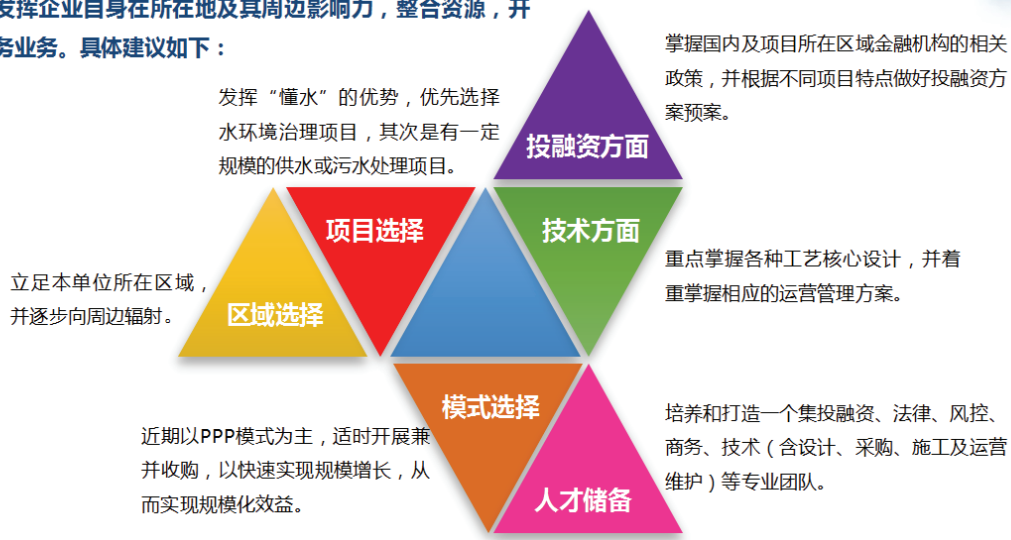 发挥企业自身在所在地及其周边影响力，整合资源，开
务业务。具体建议如下：
掌握国内及项目所在区域金融机构的相关
政策，并根据不同项目特点做好投融资方
案预案。
发挥“懂水”的优势，优先选择
水环境治理项目，其次是有一定
规模的供水或污水处理项目。
投融资方面
项目选择
技术方面
重点掌握各种工艺核心设计，并着
重掌握相应的运营管理方案。
立足本单位所在区域，
并逐步向周边辐射。
区域选择
模式选择
近期以PPP模式为主，适时开展兼
并收购，以快速实现规模增长，从
而实现规模化效益。
培养和打造一个集投融资、法律、风控、
商务、技术（含设计、采购、施工及运营
维护）等专业团队。
人才储备